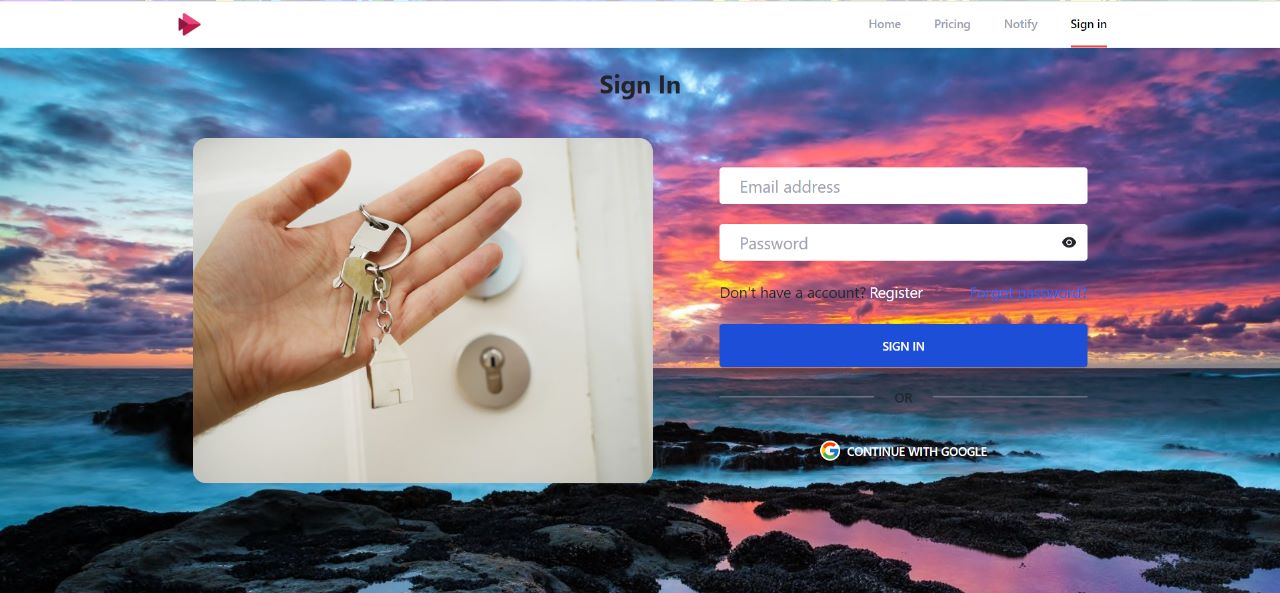 Home Pricing Notify Sign in
Sign In
Email address
Password
Don't have a account? Register Forgot password?
SIGN IN
OR
CONTINUE WITH GOOGLE